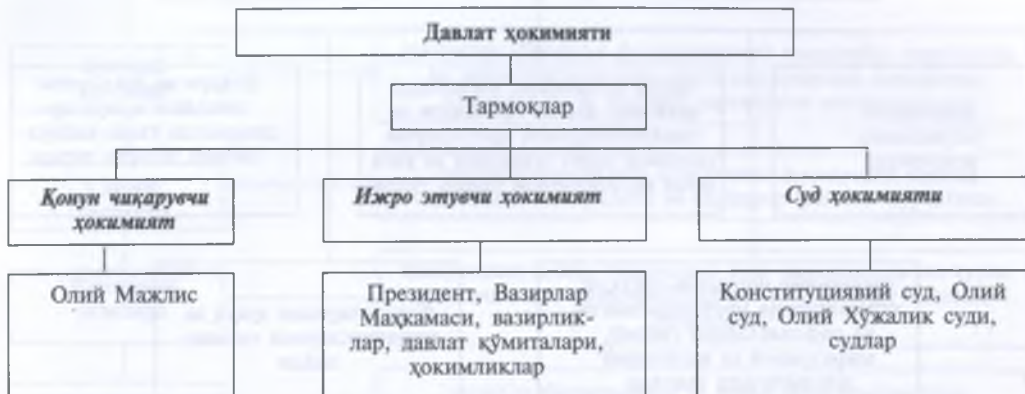 Давлат ҳокимияти
Тармоқлар
Қонун чиқарувчи
ҳокимият
Ижро этувчи ҳокимият
Суд ҳокимияти
Олий Мажлис
Президент, Вазирлар
Маҳкамаси, вазирлик-
лар, давлат қўмиталари,
ҳокимликлар
Конституциявий суд, Олий
суд, Олий Хўжалик суди,
судлар